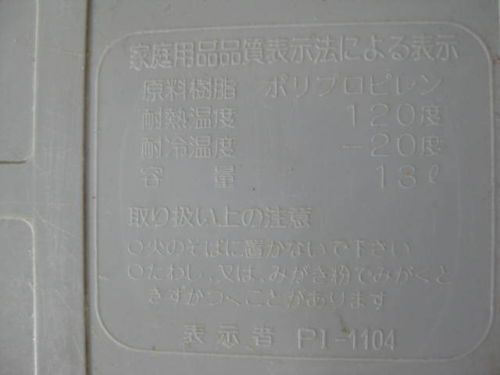 家庭用品品質表示法による表示
原料樹脂 ポリプロピレン
耐熱温度 120度
耐冷温度 -20度
容量 13ℓ
取り扱い上の注意
○火のそばに置かないで下さい
○たわし,又は,みがき粉でみがくと
きずがつくことがあります
表示者 PI-1104